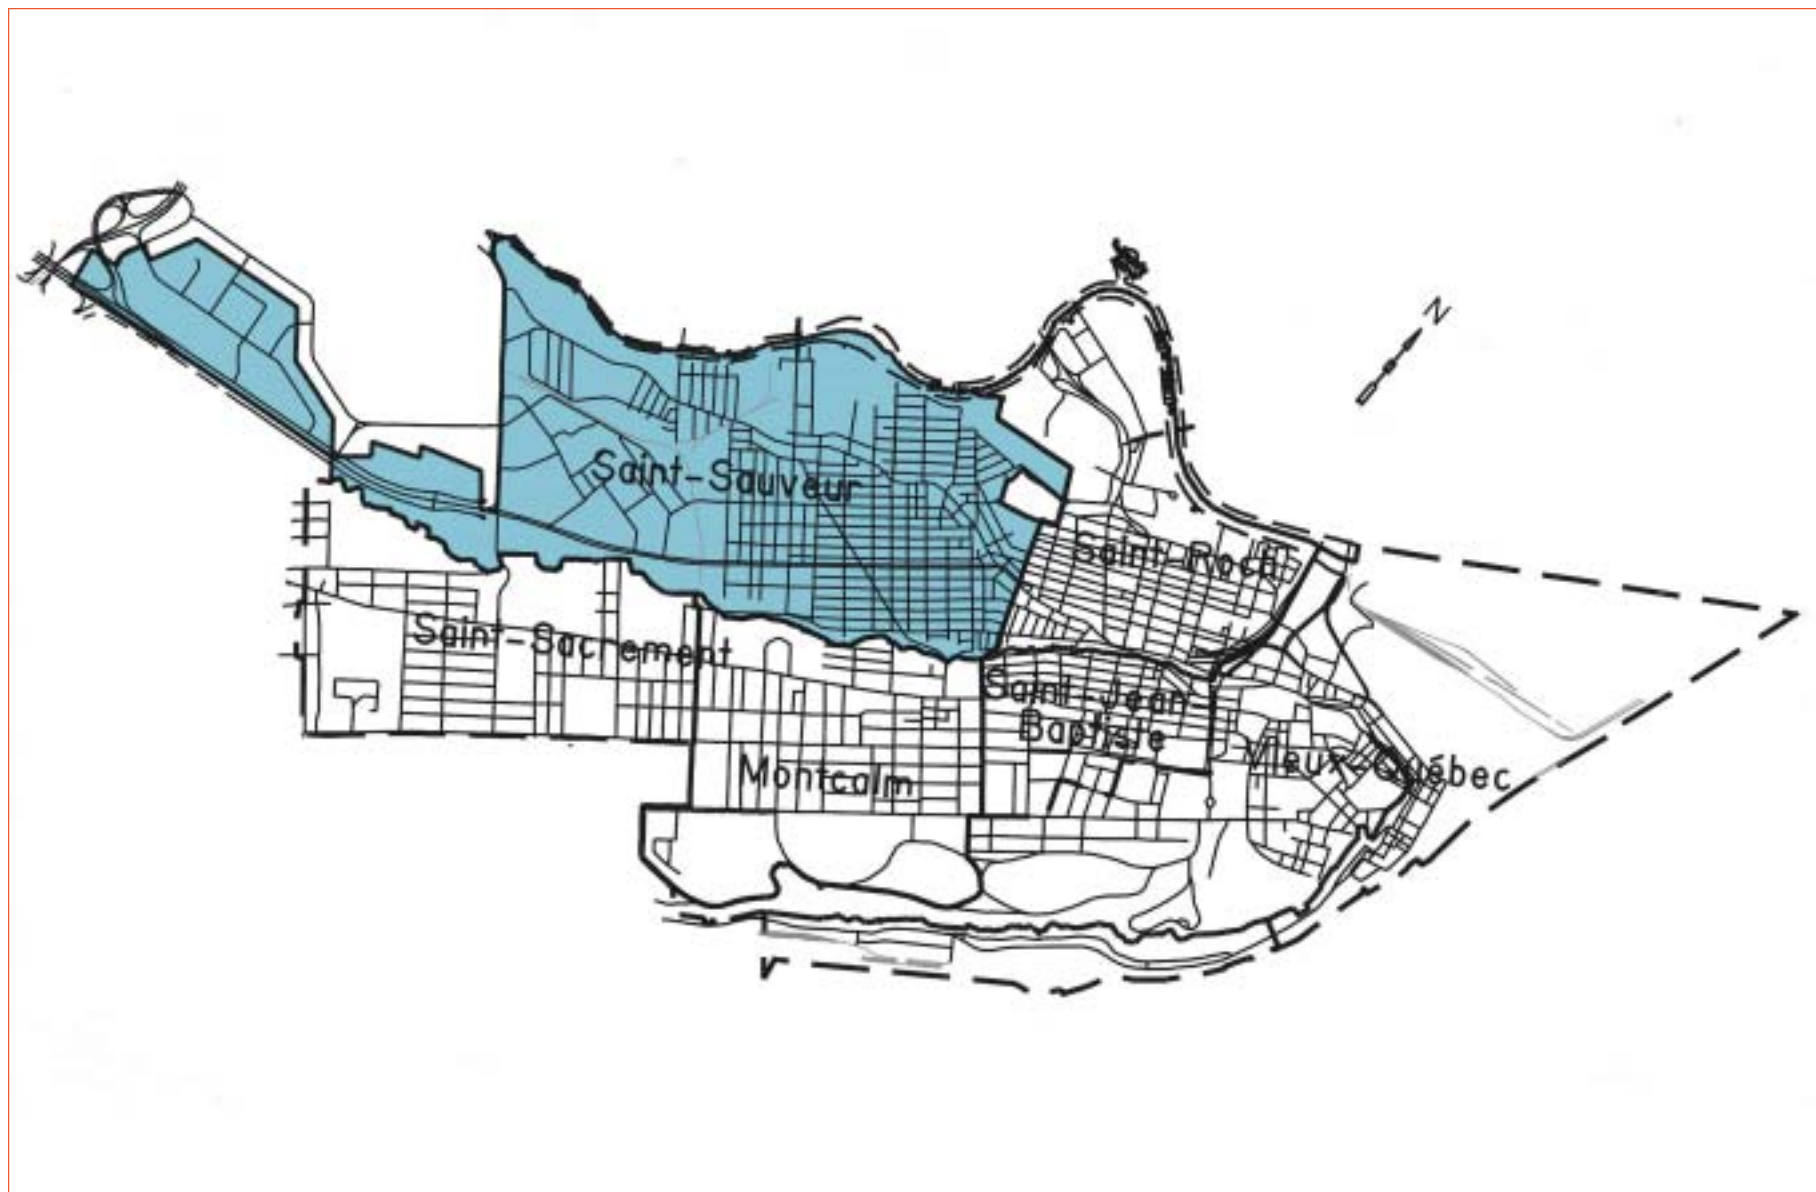 N
Saint-Sauveur
Saint-Roch
Saint-Sacrement
Saint-Jean-
Baptiste
Vieux-Québec
Montcalm